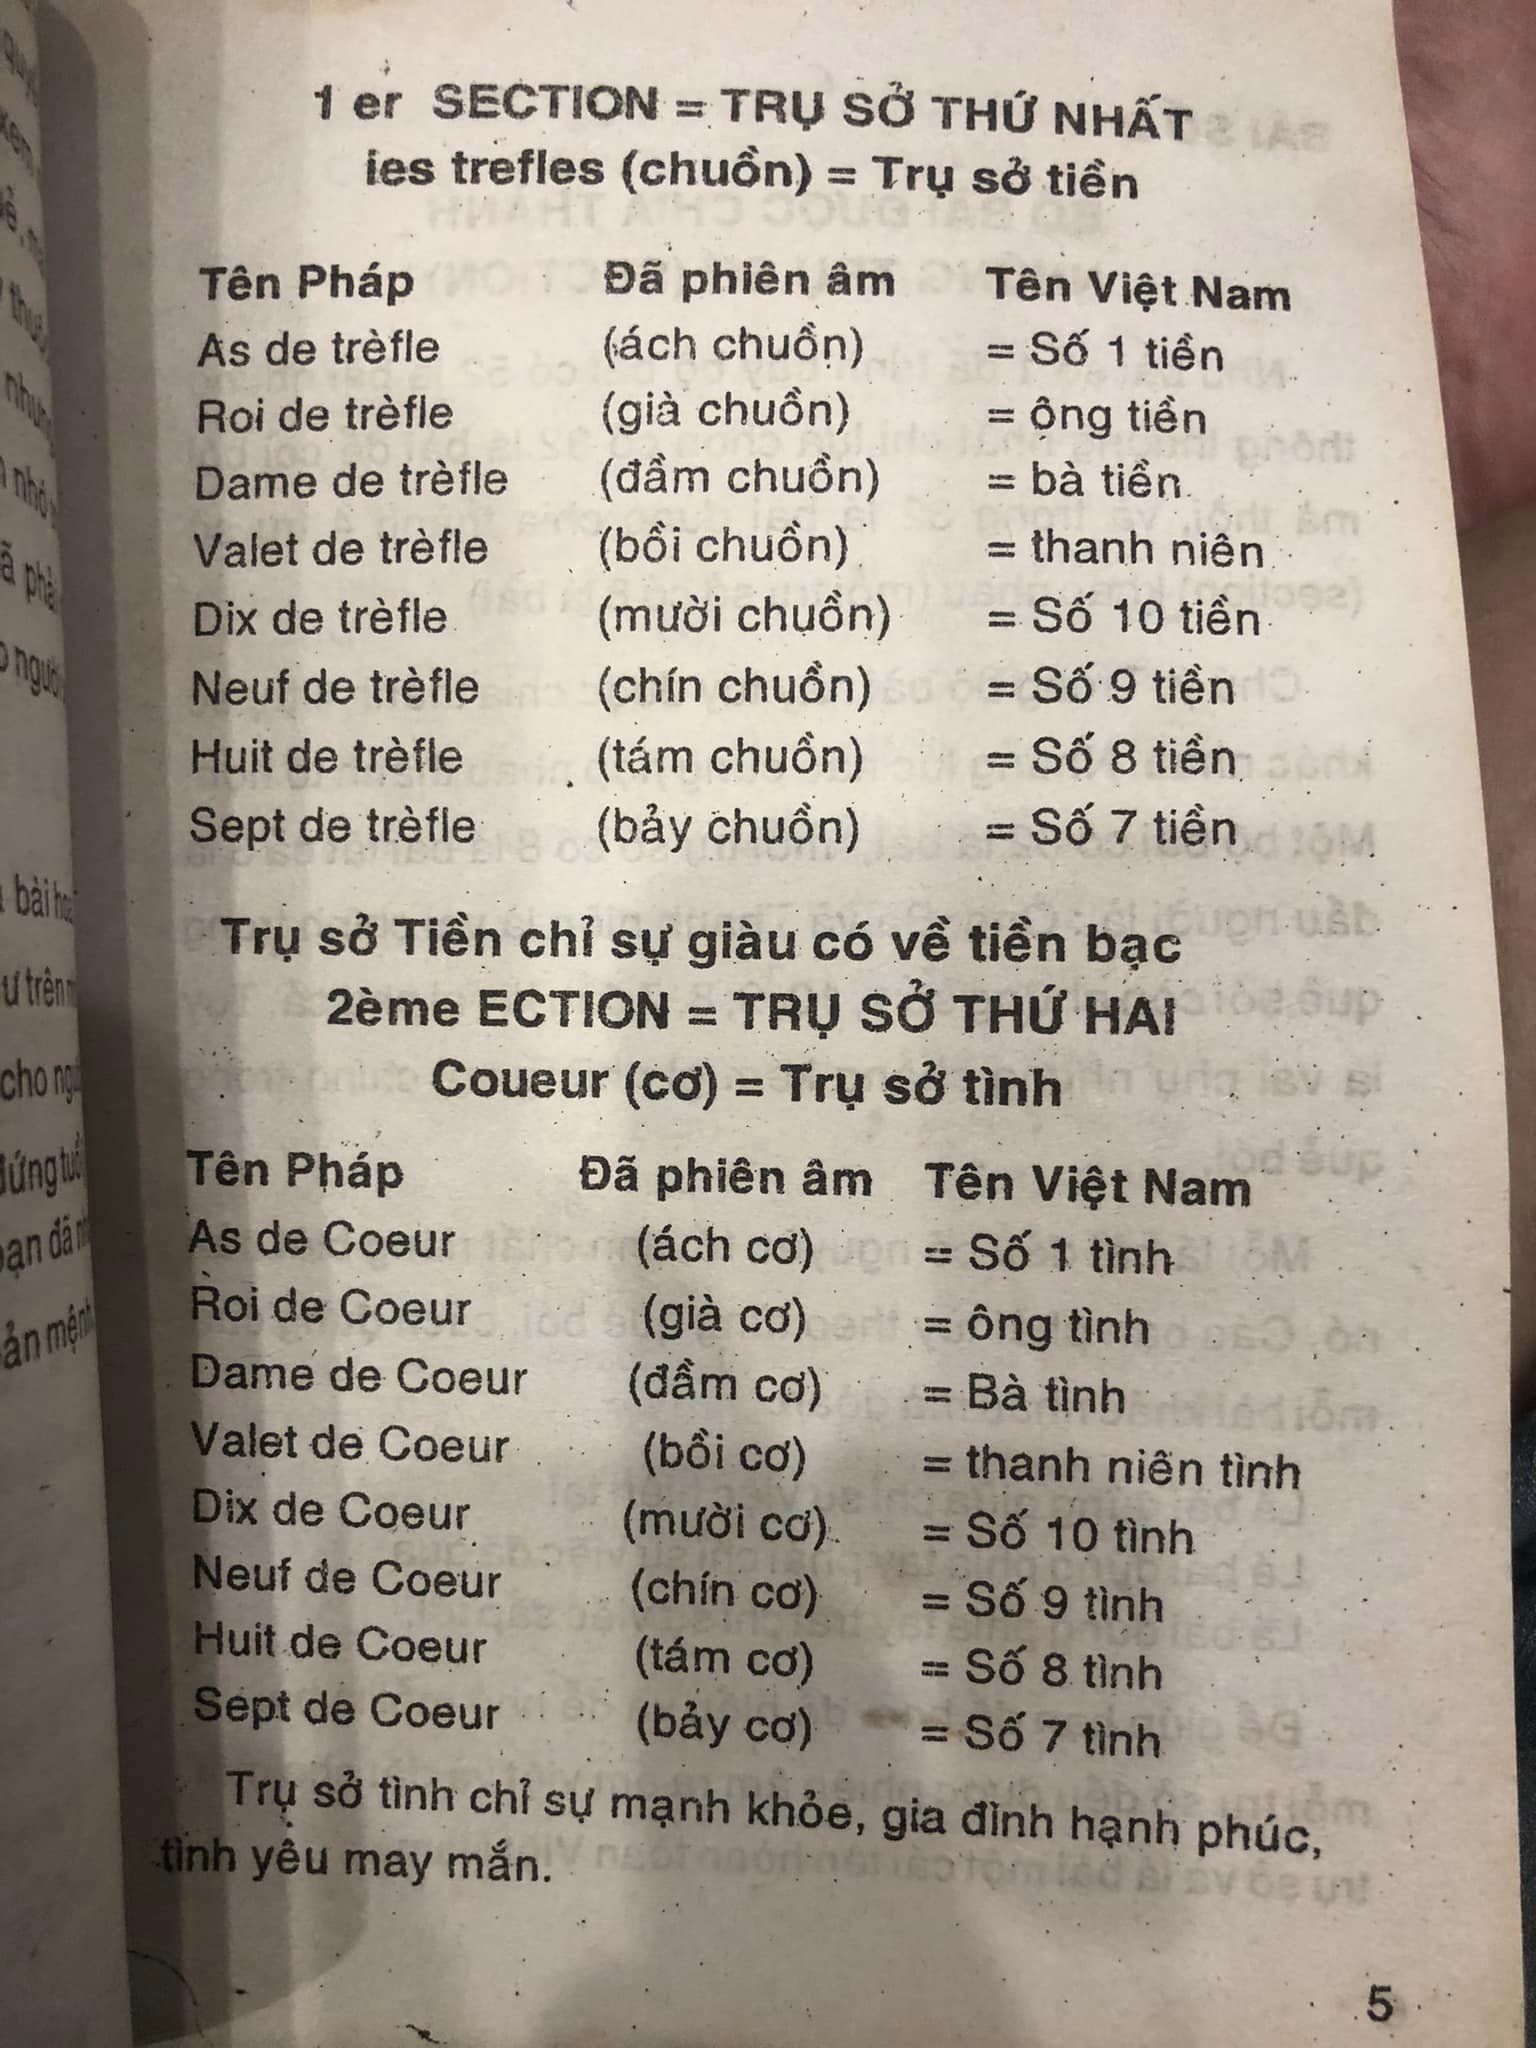 1 er SECTION = TRỤ SỞ THỨ NHẤT
ies trefles (chuồn) = Trụ sở tiền
Tên Pháp Đã phiên âm Tên Việt Nam
As de trèfle (ách chuồn) = Số 1 tiền
Roi de trèfle (già chuồn) = ông tiền
Dame de trèfle (đầm chuồn) = bà tiền
Valet de trèfle (bồi chuồn) = thanh niên
Dix de trèfle (mười chuồn) = Số 10 tiền
Neuf de trèfle (chín chuồn) = Số 9 tiền
Huit de trèfle (tám chuồn) = Số 8 tiền
Sept de trèfle (bảy chuồn) = Số 7 tiền
Trụ sở Tiền chỉ sự giàu có về tiền bạc
2ème ECTION = TRỤ SỞ THỨ HAI
Coueur (cơ) = Trụ sở tình
Tên Pháp Đã phiên âm Tên Việt Nam
As de Coeur (ách cơ) = Số 1 tình
Roi de Coeur (già cơ) = ông tình
Dame de Coeur (đầm cơ) = Bà tình
Valet de Coeur (bồi cơ) = thanh niên tình
Dix de Coeur (mười cơ) = Số 10 tình
Neuf de Coeur (chín cơ) = Số 9 tình
Huit de Coeur (tám cơ) = Số 8 tình
Sept de Coeur (bảy cơ) = Số 7 tình
Trụ sở tình chỉ sự mạnh khỏe, gia đình hạnh phúc,
tình yêu may mắn.
5